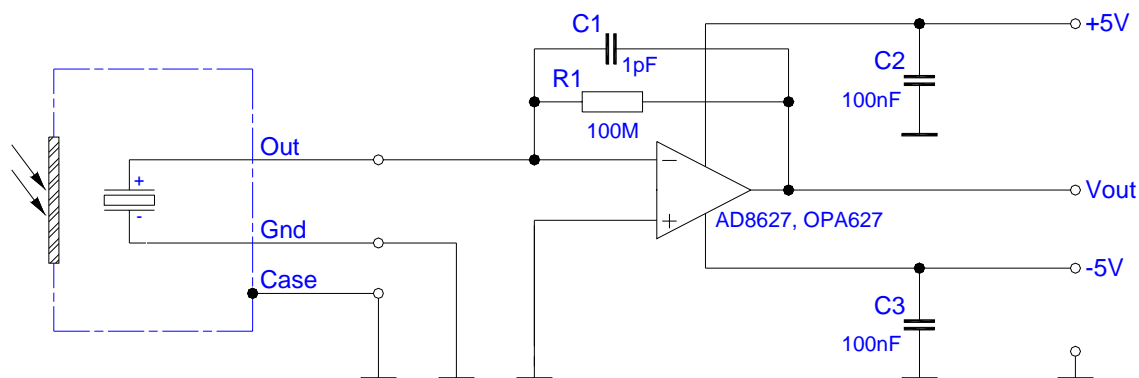 C1
1pF
R1
100M
+5V
C2
100nF
Out
+
-
Gnd
Case
−
+
AD8627, OPA627
Vout
-5V
C3
100nF